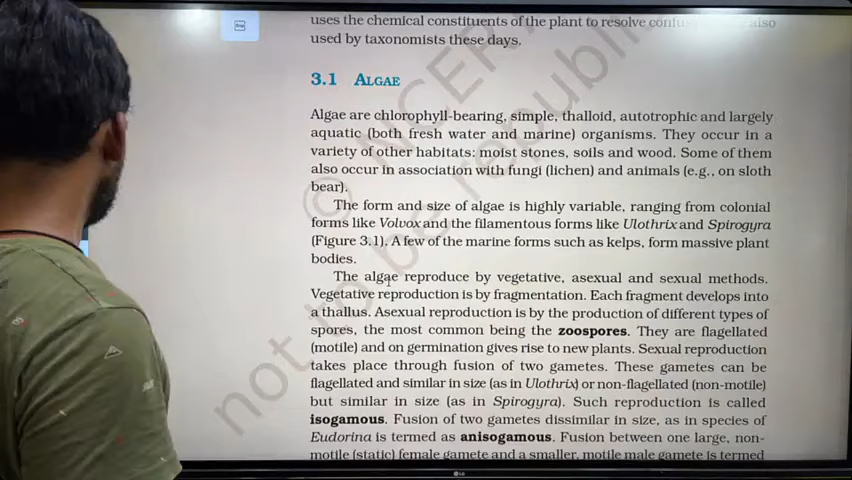 uses the chemical constituents of the plant to resolve also
used by taxonomists these days.
3.1 ALGAE
Algae are chlorophyll-bearing, simple, thalloid, autotrophic and largely
aquatic (both fresh water and marine) organisms. They occur in a
variety of other habitats: moist stones, soils and wood. Some of them
also occur in association with fungi (lichen) and animals (e.g., on sloth
bear).
The form and size of algae is highly variable, ranging from colonial
forms like Volvox and the filamentous forms like Ulothrix and Spirogyra
(Figure 3.1). A few of the marine forms such as kelps, form massive plant
bodies.
The algae reproduce by vegetative, asexual and sexual methods.
Vegetative reproduction is by fragmentation. Each fragment develops into
a thallus. Asexual reproduction is by the production of different types of
spores, the most common being the zoospores. They are flagellated
(motile) and on germination gives rise to new plants. Sexual reproduction
takes place through fusion of two gametes. These gametes can be
flagellated and similar in size (as in Ulothrix) or non-flagellated (non-motile)
but similar in size (as in Spirogyra). Such reproduction is called
isogamous. Fusion of two gametes dissimilar in size, as in species of
Eudorina is termed as anisogamous. Fusion between one large, non-
motile (static) female gamete and a smaller, motile male gamete is termed
© NCER
not to be republi
LG